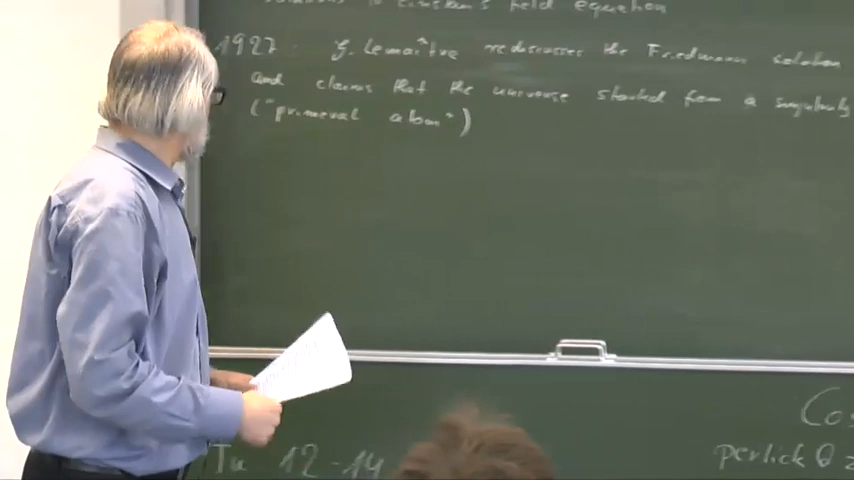 solutions to Einstein's field equation
1927: G. Lemaître rediscusses the Friedmann solution
and claims that the universe started from a singularity
("primeval atom")
Tu 12-14
Cos
perlick@z